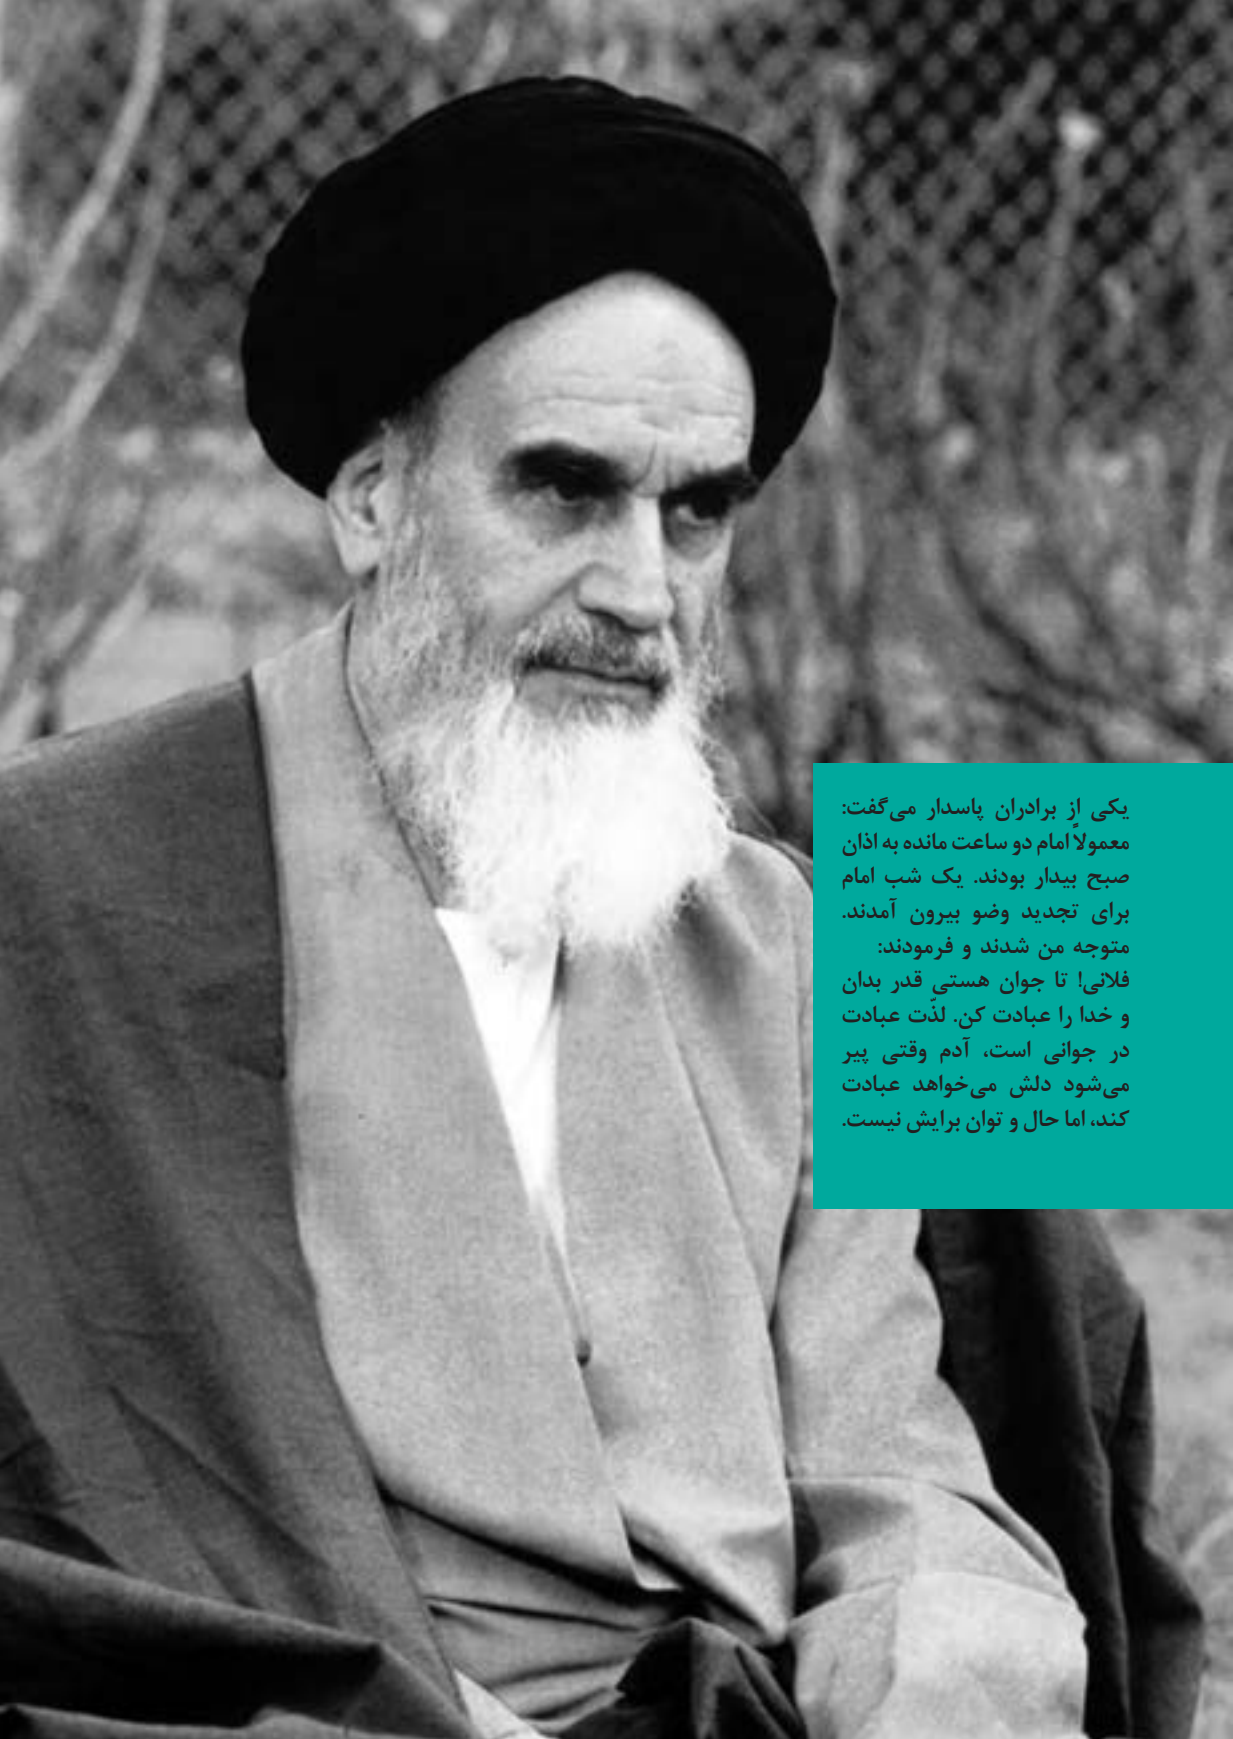 یکی از برادران پاسدار می‌گفت:
معمولاً امام دو ساعت مانده به اذان
صبح بیدار بودند. یک شب امام
برای تجدید وضو بیرون آمدند.
متوجه من شدند و فرمودند:
فلانی! تا جوان هستی قدر بدان
و خدا را عبادت کن. لذّت عبادت
در جوانی است، آدم وقتی پیر
می‌شود دلش می‌خواهد عبادت
کند، اما حال و توان برایش نیست.